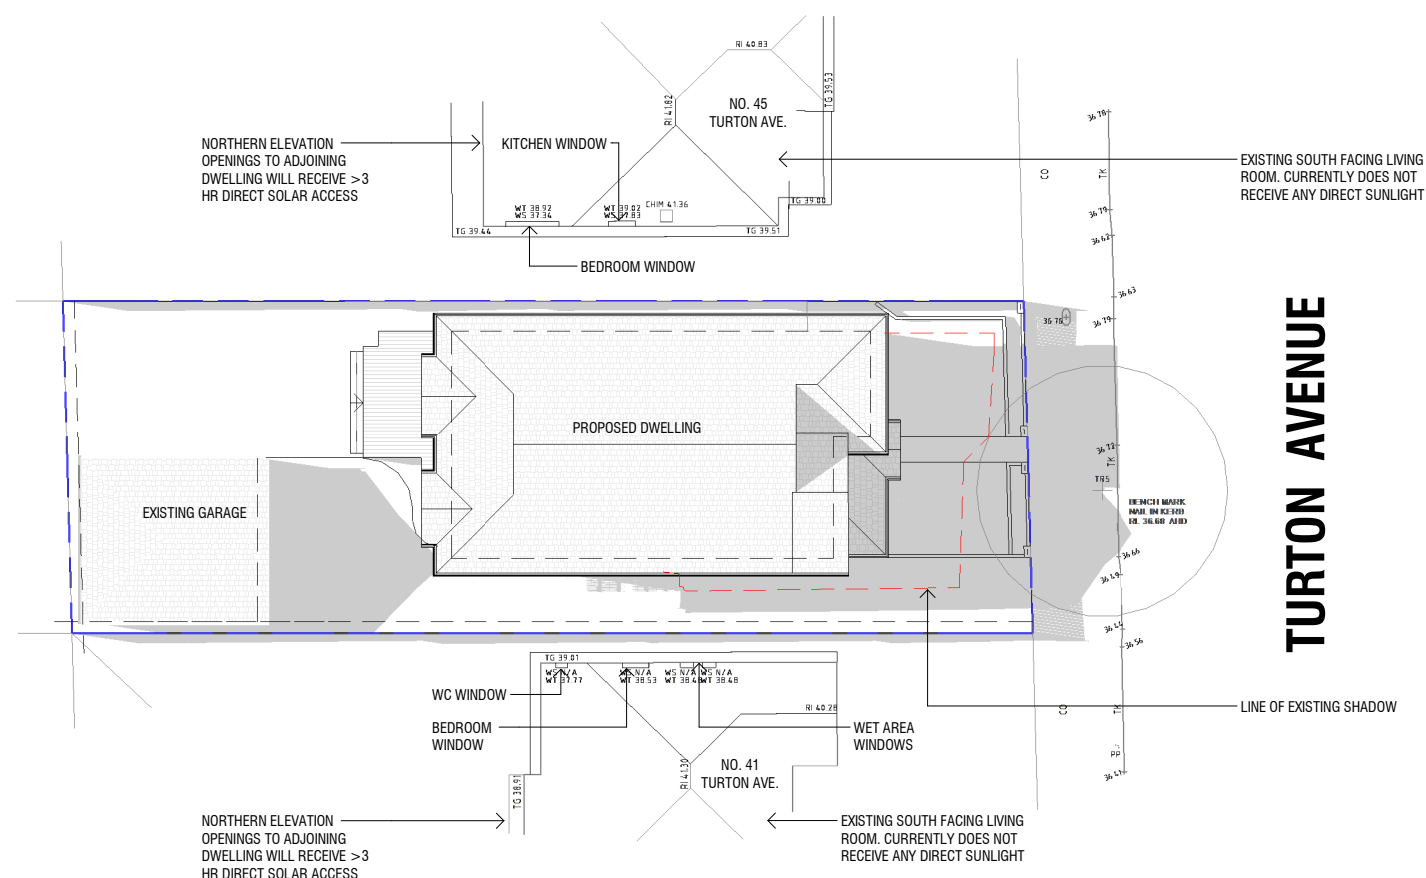 RI 40.83
RI 41.82
TG 39.53
NO. 45
TURTON AVE.
36 78
NORTHERN ELEVATION
OPENINGS TO ADJOINING
DWELLING WILL RECEIVE >3
HR DIRECT SOLAR ACCESS
KITCHEN WINDOW
EXISTING SOUTH FACING LIVING
ROOM. CURRENTLY DOES NOT
RECEIVE ANY DIRECT SUNLIGHT
CO
TK
WT 38.92
WS 37.34
WT 39.02
WS 37.83
CHIM 41.36
TG 39.00
TG 39.44
TG 39.51
36 79
BEDROOM WINDOW
36 63
36 76
36 79
TURTON AVENUE
PROPOSED DWELLING
36 72
TK
TBS
EXISTING GARAGE
BENCH MARK
NAIL IN KERB
RL 36.68 AHD
36 66
36 49
36 44
36 56
TG 39.01
WS N/A
WT 37.77
WS N/A
WT 38.53
WS N/A
WT 38.48
WS N/A
WT 38.48
WC WINDOW
BEDROOM
WINDOW
WET AREA
WINDOWS
RI 40.28
LINE OF EXISTING SHADOW
CO
TK
PP
36 41
RI 41.30
NO. 41
TURTON AVE.
TG 38.91
NORTHERN ELEVATION
OPENINGS TO ADJOINING
DWELLING WILL RECEIVE >3
HR DIRECT SOLAR ACCESS
EXISTING SOUTH FACING LIVING
ROOM. CURRENTLY DOES NOT
RECEIVE ANY DIRECT SUNLIGHT